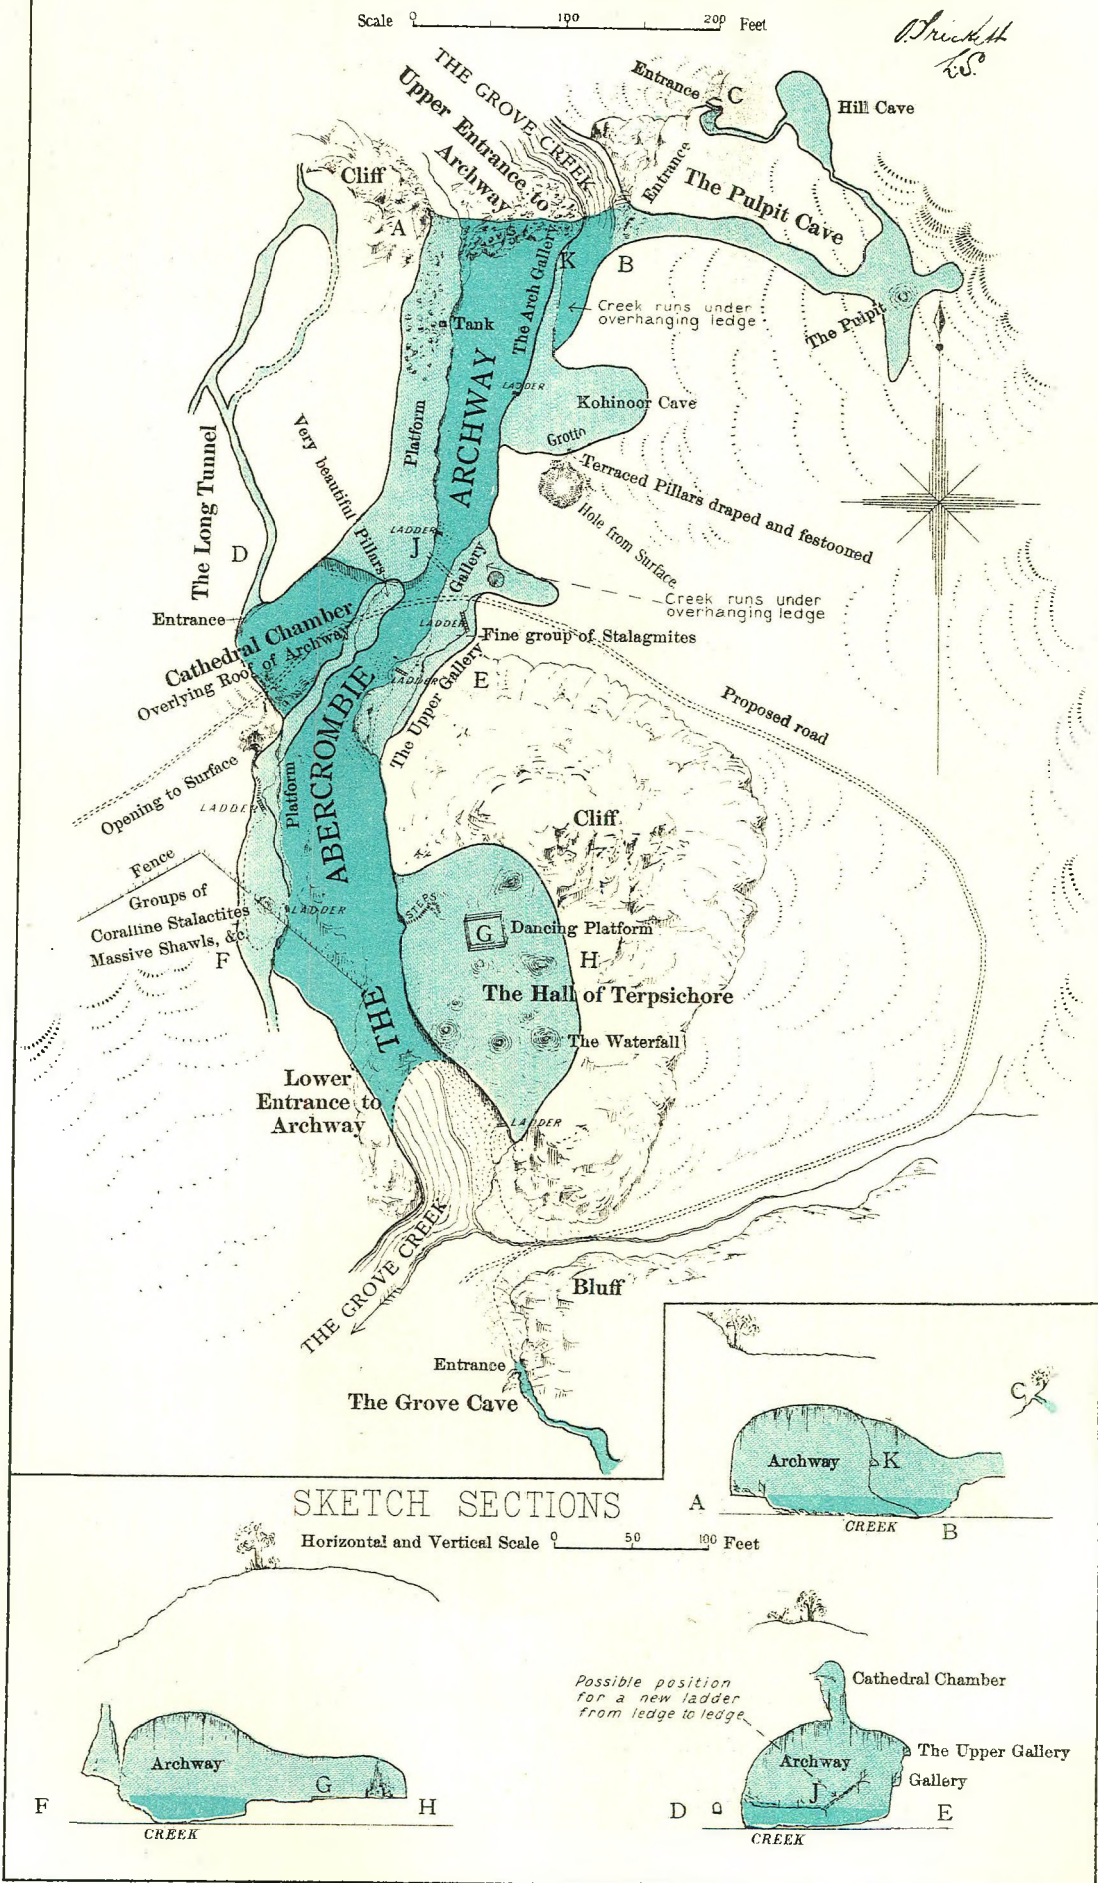 Scale 0 100 200 Feet
O. Trickett
L.S.
THE GROVE CREEK
Upper Entrance to
Archway
Entrance
C
Hill Cave
Entrance
The Pulpit Cave
Cliff
A
K
B
The Arch Gallery
Creek runs under
overhanging ledge
The Pulpit
Tank
LADDER
Kohinoor Cave
Grotto
Terraced Pillars draped and festooned
Hole from Surface
Platform
Very beautiful Pillars
The Long Tunnel
D
LADDER
J
Gallery
Creek runs under
overhanging ledge
Entrance
Cathedral Chamber
Overlying Roof of Archway
LADDER
Fine group of Stalagmites
LADDER
E
The Upper Gallery
Proposed road
Opening to Surface
LADDER
Platform
THE ABERCROMBIE ARCHWAY
Cliff
Fence
Groups of
Coralline Stalactites
Massive Shawls, &c.
F
LADDER
STEPS
G
Dancing Platform
H
The Hall of Terpsichore
The Waterfall
Lower
Entrance to
Archway
LADDER
THE GROVE CREEK
Bluff
Entrance
The Grove Cave
C
Archway
K
A
CREEK
B
SKETCH SECTIONS
Horizontal and Vertical Scale 0 50 100 Feet
Archway
G
F
H
CREEK
Possible position
for a new ladder
from ledge to ledge
Cathedral Chamber
Archway
The Upper Gallery
Gallery
J
D
E
CREEK